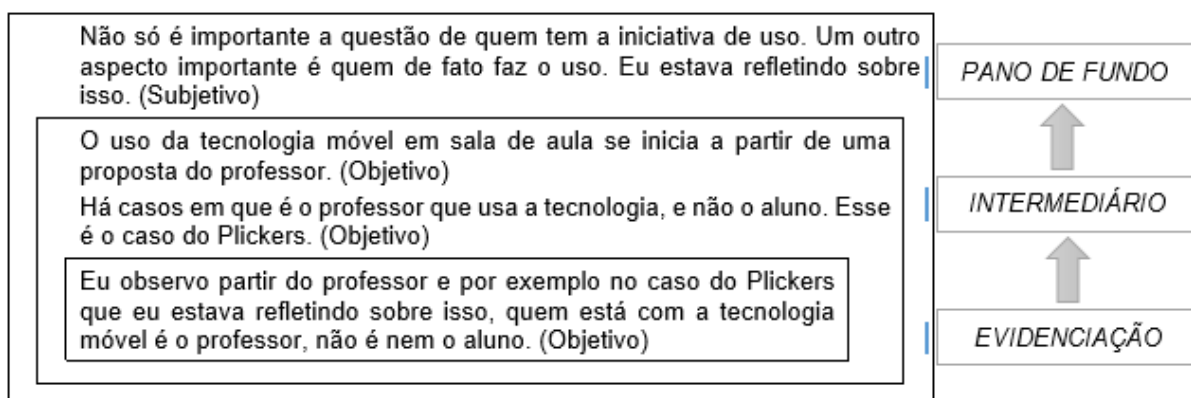 Não só é importante a questão de quem tem a iniciativa de uso. Um outro
aspecto importante é quem de fato faz o uso. Eu estava refletindo sobre
isso. (Subjetivo)
PANO DE FUNDO
O uso da tecnologia móvel em sala de aula se inicia a partir de uma
proposta do professor. (Objetivo)
Há casos em que é o professor que usa a tecnologia, e não o aluno. Esse
é o caso do Plickers. (Objetivo)
INTERMEDIÁRIO
Eu observo partir do professor e por exemplo no caso do Plickers
que eu estava refletindo sobre isso, quem está com a tecnologia
móvel é o professor, não é nem o aluno. (Objetivo)
EVIDENCIAÇÃO